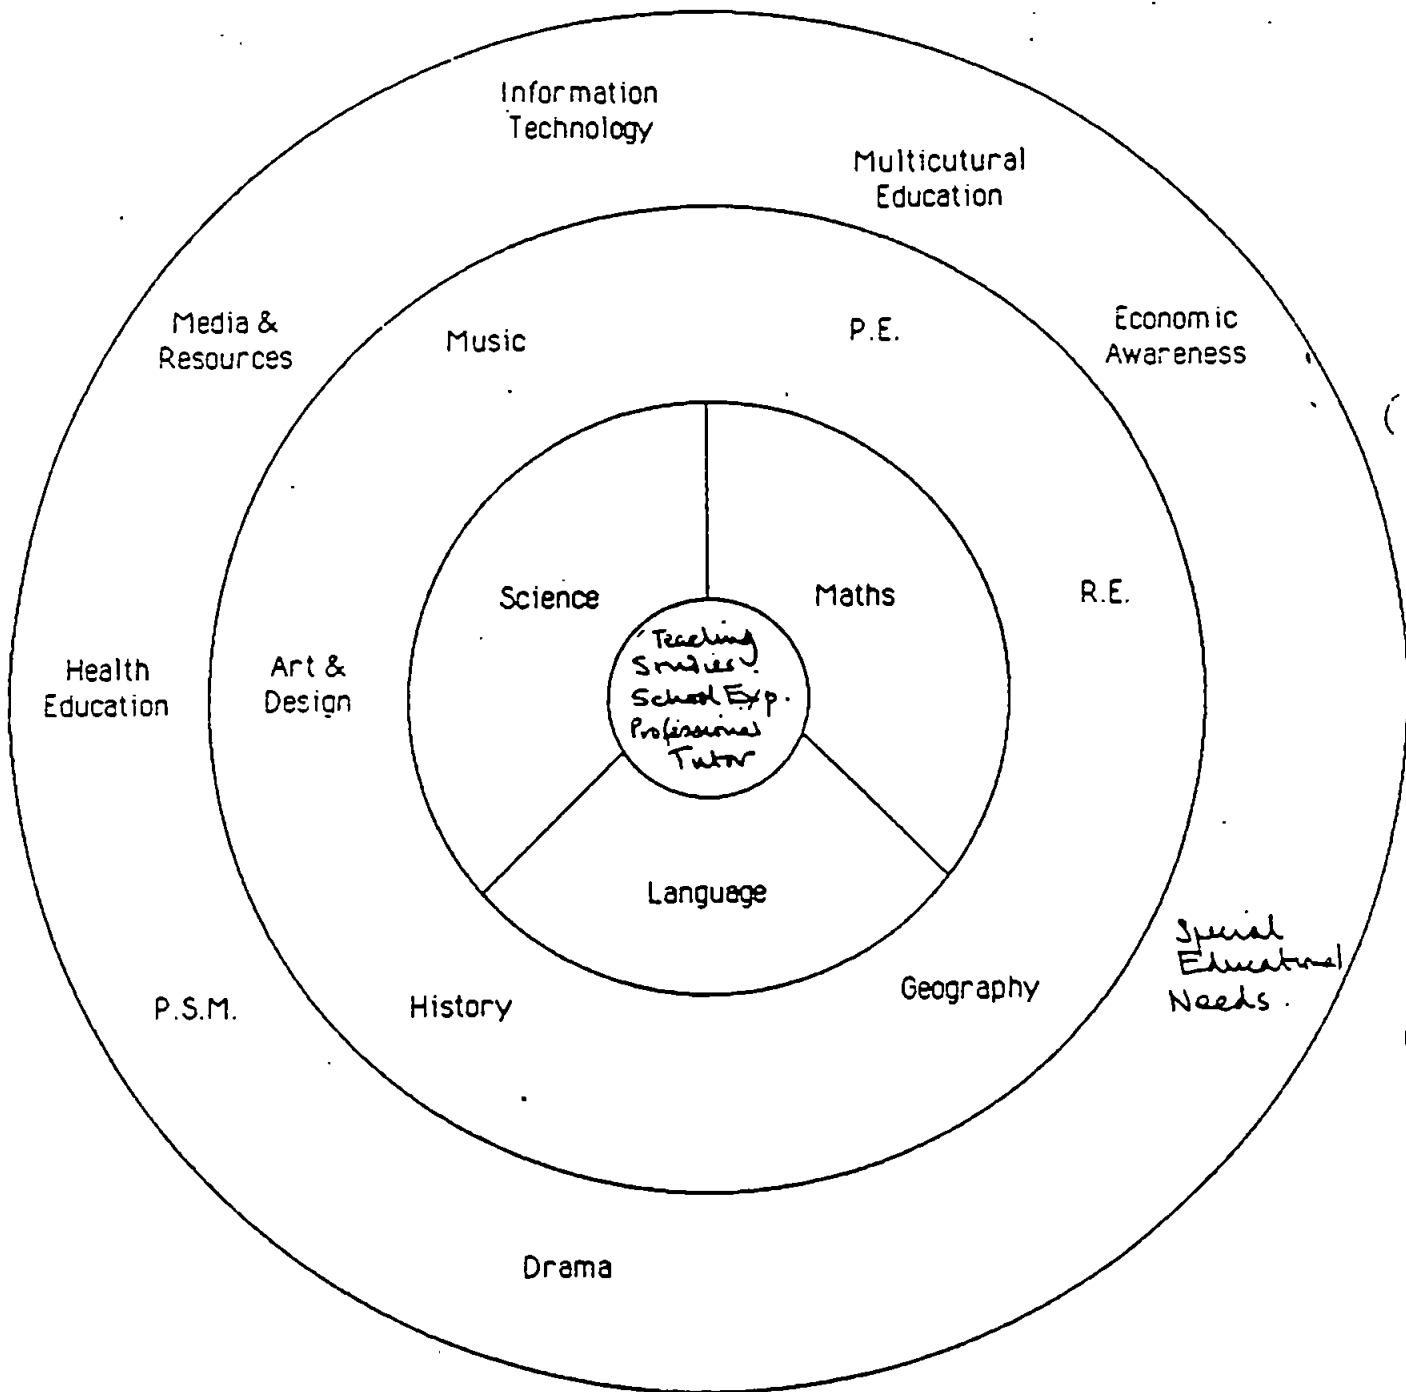 Information
Technology
Multicutural
Education
Media &
Resources
Music
P.E.
Economic
Awareness
Science
Maths
R.E.
Teaching
Studies.
School Exp.
Professional
Tutor
Health
Education
Art &
Design
Language
Special
Educational
Needs.
P.S.M.
History
Geography
Drama